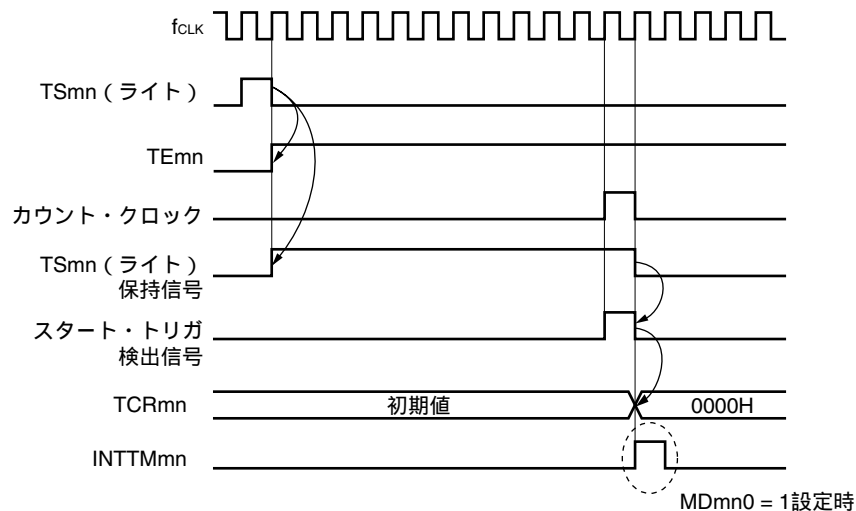 fCLK
TSmn（ライト）
TEmn
カウント・クロック
TSmn（ライト）
保持信号
スタート・トリガ
検出信号
TCRmn
初期値
0000H
INTTMmn
MDmn0 = 1設定時